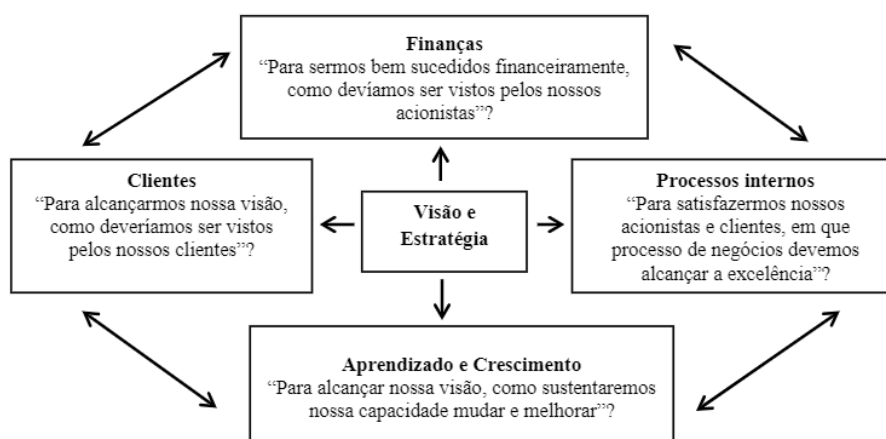 Finanças
“Para sermos bem sucedidos financeiramente,
como devíamos ser vistos pelos nossos
acionistas”?
Clientes
“Para alcançarmos nossa visão,
como deveríamos ser vistos
pelos nossos clientes”?
Visão e
Estratégia
Processos internos
“Para satisfazermos nossos
acionistas e clientes, em que
processo de negócios devemos
alcançar a excelência”?
Aprendizado e Crescimento
“Para alcançar nossa visão, como sustentaremos
nossa capacidade mudar e melhorar”?